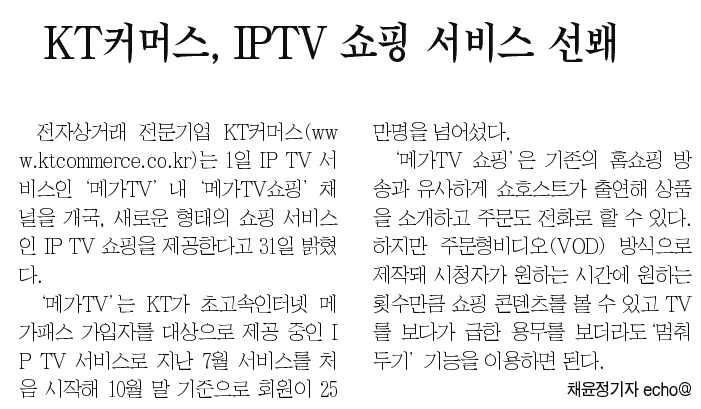 KT커머스, IPTV 쇼핑 서비스 선봬
전자상거래 전문기업 KT커머스(ww
w.ktcommerce.co.kr)는 1일 IP TV 서
비스인 ‘메가TV’ 내 ‘메가TV쇼핑’ 채
널을 개국, 새로운 형태의 쇼핑 서비스
인 IP TV 쇼핑을 제공한다고 31일 밝혔
다.
‘메가TV’는 KT가 초고속인터넷 메
가패스 가입자를 대상으로 제공 중인 I
P TV 서비스로 지난 7월 서비스를 처
음 시작해 10월 말 기준으로 회원이 25
만명을 넘어섰다.
‘메가TV 쇼핑’은 기존의 홈쇼핑 방
송과 유사하게 쇼호스트가 출연해 상품
을 소개하고 주문도 전화로 할 수 있다.
하지만 주문형비디오(VOD) 방식으로
제작돼 시청자가 원하는 시간에 원하는
횟수만큼 쇼핑 콘텐츠를 볼 수 있고 TV
를 보다가 급한 용무를 보더라도 ‘멈춰
두기’ 기능을 이용하면 된다.
채윤정기자 echo@